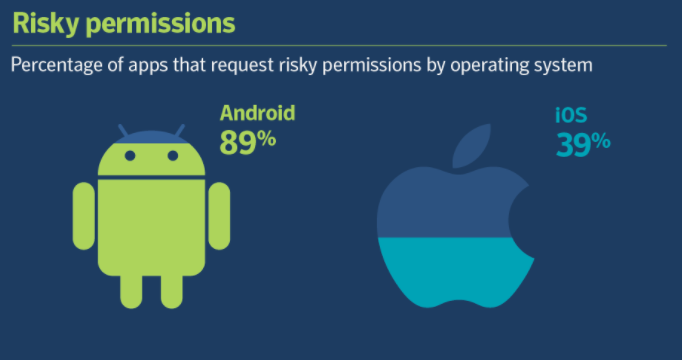 Risky permissions
Percentage of apps that request risky permissions by operating system
Android
89%
iOS
39%